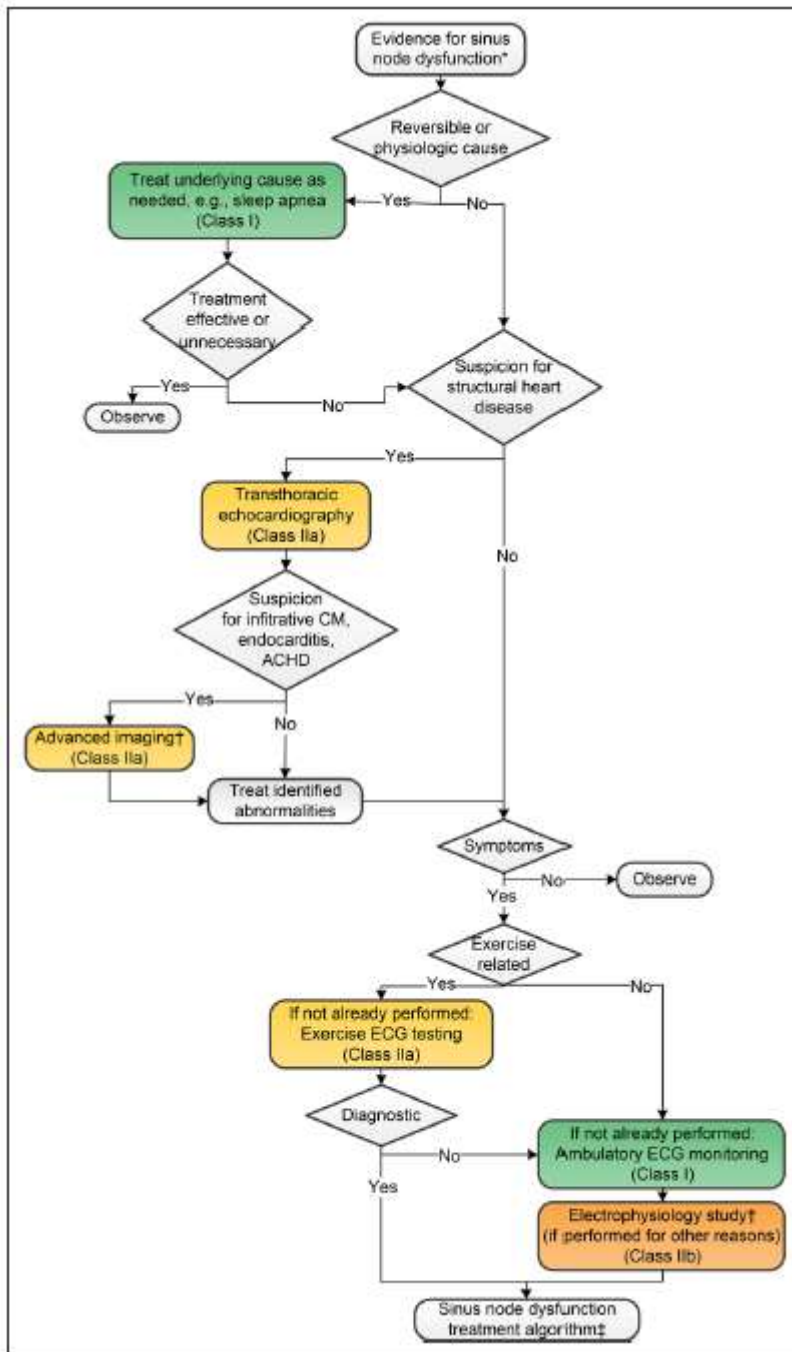 Evidence for sinus
node dysfunction*
Reversible or
physiologic cause
Treat underlying cause as
needed, e.g., sleep apnea
(Class I)
Yes
No
Treatment
effective or
unnecessary
Suspicion for
structural heart
disease
Yes
No
Observe
Yes
Transthoracic
echocardiography
(Class IIa)
No
Suspicion
for infitrative CM,
endocarditis,
ACHD
Yes
No
Advanced imaging†
(Class IIa)
Treat identified
abnormalities
Symptoms
No
Observe
Yes
Exercise
related
Yes
No
If not already performed:
Exercise ECG testing
(Class IIa)
Diagnostic
If not already performed:
Ambulatory ECG monitoring
(Class I)
No
Yes
Electrophysiology study†
(if performed for other reasons)
(Class IIb)
Sinus node dysfunction
treatment algorithm‡